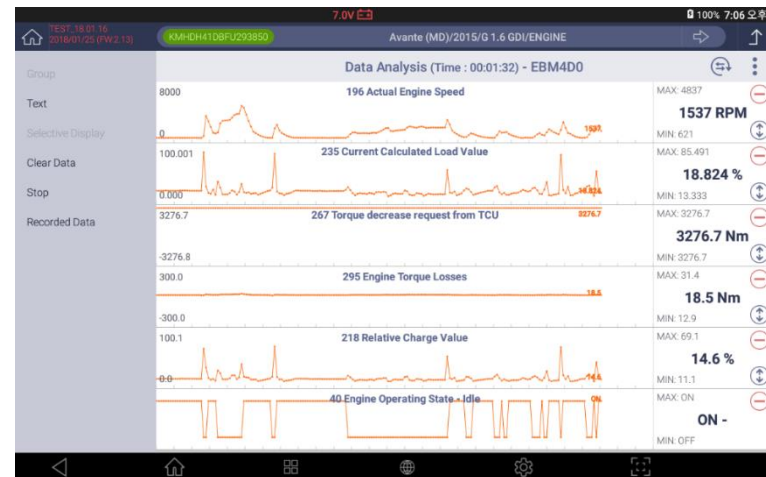 7.0V
100% 7:06 오후
TEST_18.01.16
2018/01/25 (FW:2.13)
KMHDH41DBFU293850
Avante (MD)/2015/G 1.6 GDI/ENGINE
Group
Text
Selective Display
Clear Data
Stop
Recorded Data
Data Analysis (Time : 00:01:32) - EBM4D0
8000
196 Actual Engine Speed
0
1537
MAX: 4837
1537 RPM
MIN: 621
100.001
235 Current Calculated Load Value
0.000
18.824
MAX: 85.491
18.824 %
MIN: 13.333
3276.7
267 Torque decrease request from TCU
3276.7
-3276.8
MAX: 3276.7
3276.7 Nm
MIN: 3276.7
300.0
295 Engine Torque Losses
18.5
-300.0
MAX: 31.4
18.5 Nm
MIN: 12.9
100.1
218 Relative Charge Value
0.0
14.6
MAX: 69.1
14.6 %
MIN: 11.1
40 Engine Operating State - Idle
ON
MAX: ON
ON -
MIN: OFF